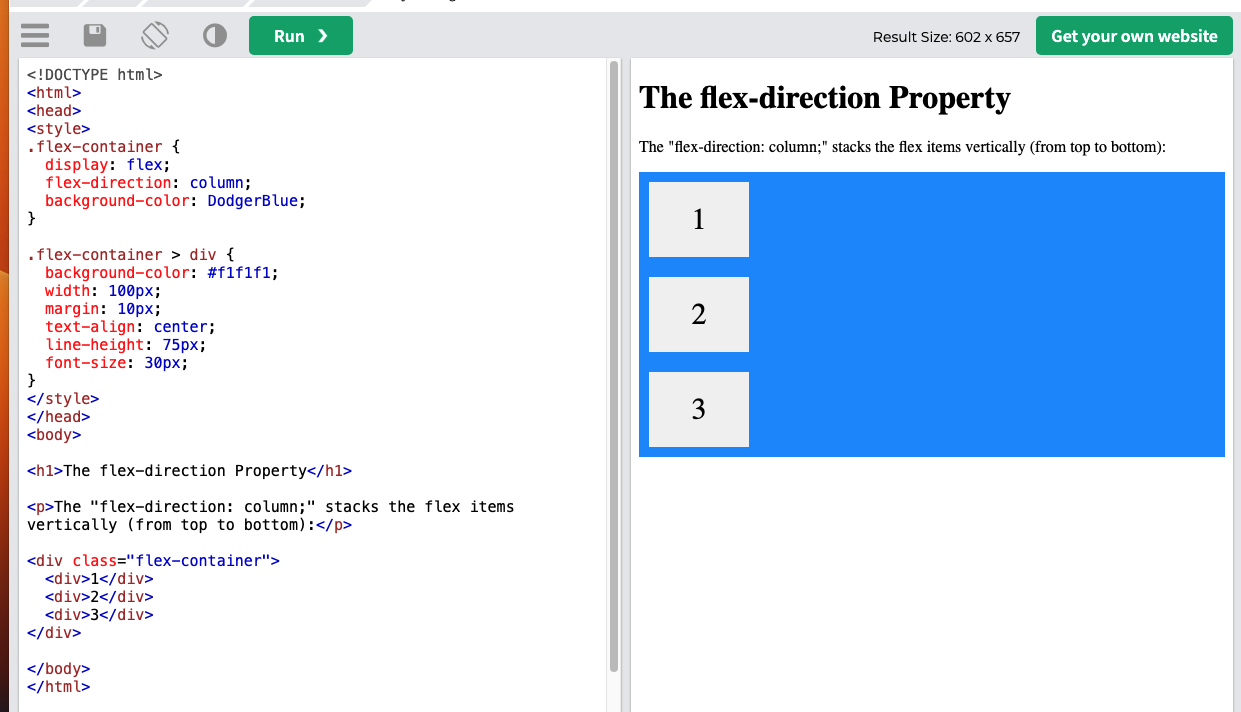 Run ❯
Result Size: 602 x 657
Get your own website
<!DOCTYPE html>
<html>
<head>
<style>
.flex-container {
  display: flex;
  flex-direction: column;
  background-color: DodgerBlue;
}

.flex-container > div {
  background-color: #f1f1f1;
  width: 100px;
  margin: 10px;
  text-align: center;
  line-height: 75px;
  font-size: 30px;
}
</style>
</head>
<body>

<h1>The flex-direction Property</h1>

<p>The "flex-direction: column;" stacks the flex items
vertically (from top to bottom):</p>

<div class="flex-container">
  <div>1</div>
  <div>2</div>
  <div>3</div>
</div>

</body>
</html>
The flex-direction Property
The "flex-direction: column;" stacks the flex items vertically (from top to bottom):
1
2
3